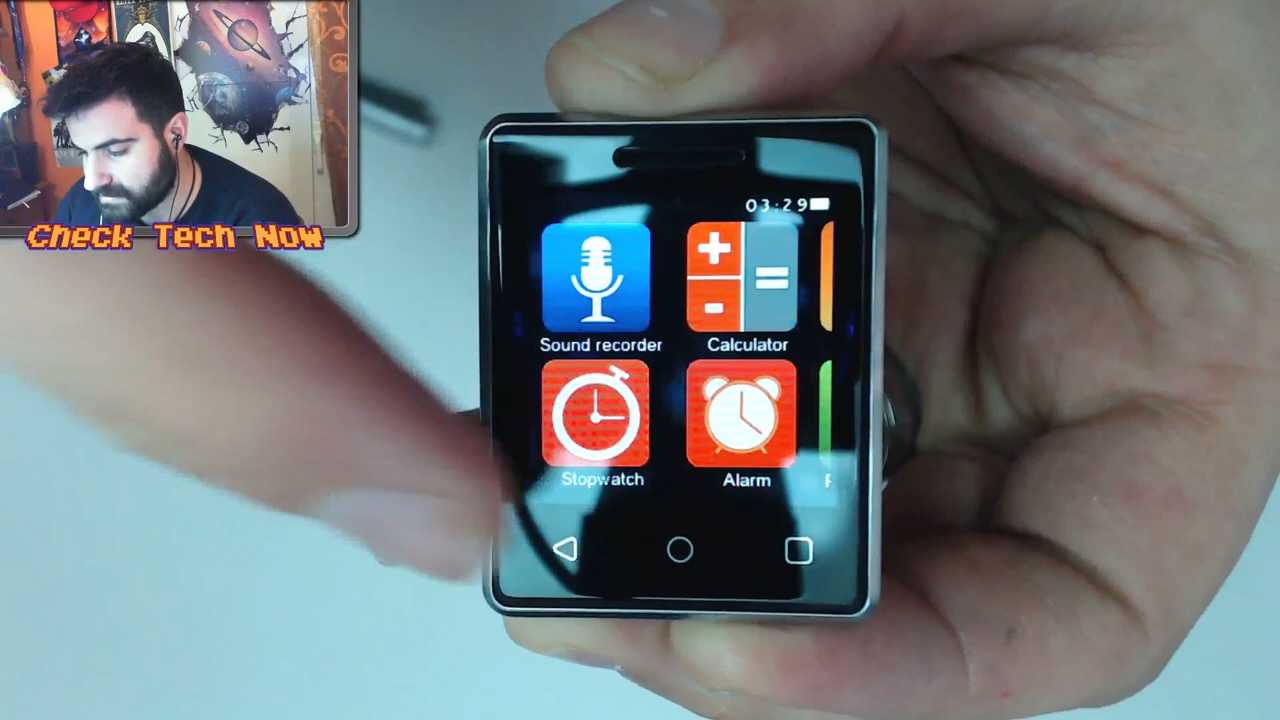 Check Tech Now
03:29
Sound recorder
Calculator
Stopwatch
Alarm